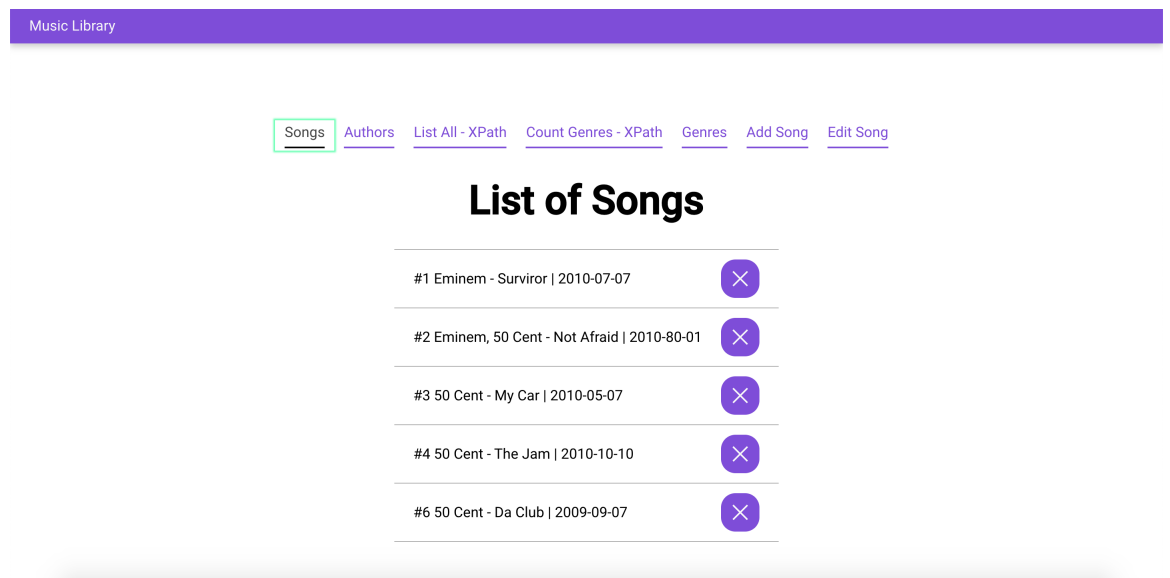 Music Library
Songs Authors List All - XPath Count Genres - XPath Genres Add Song Edit Song
List of Songs
#1 Eminem - Surviror | 2010-07-07
#2 Eminem, 50 Cent - Not Afraid | 2010-80-01
#3 50 Cent - My Car | 2010-05-07
#4 50 Cent - The Jam | 2010-10-10
#6 50 Cent - Da Club | 2009-09-07